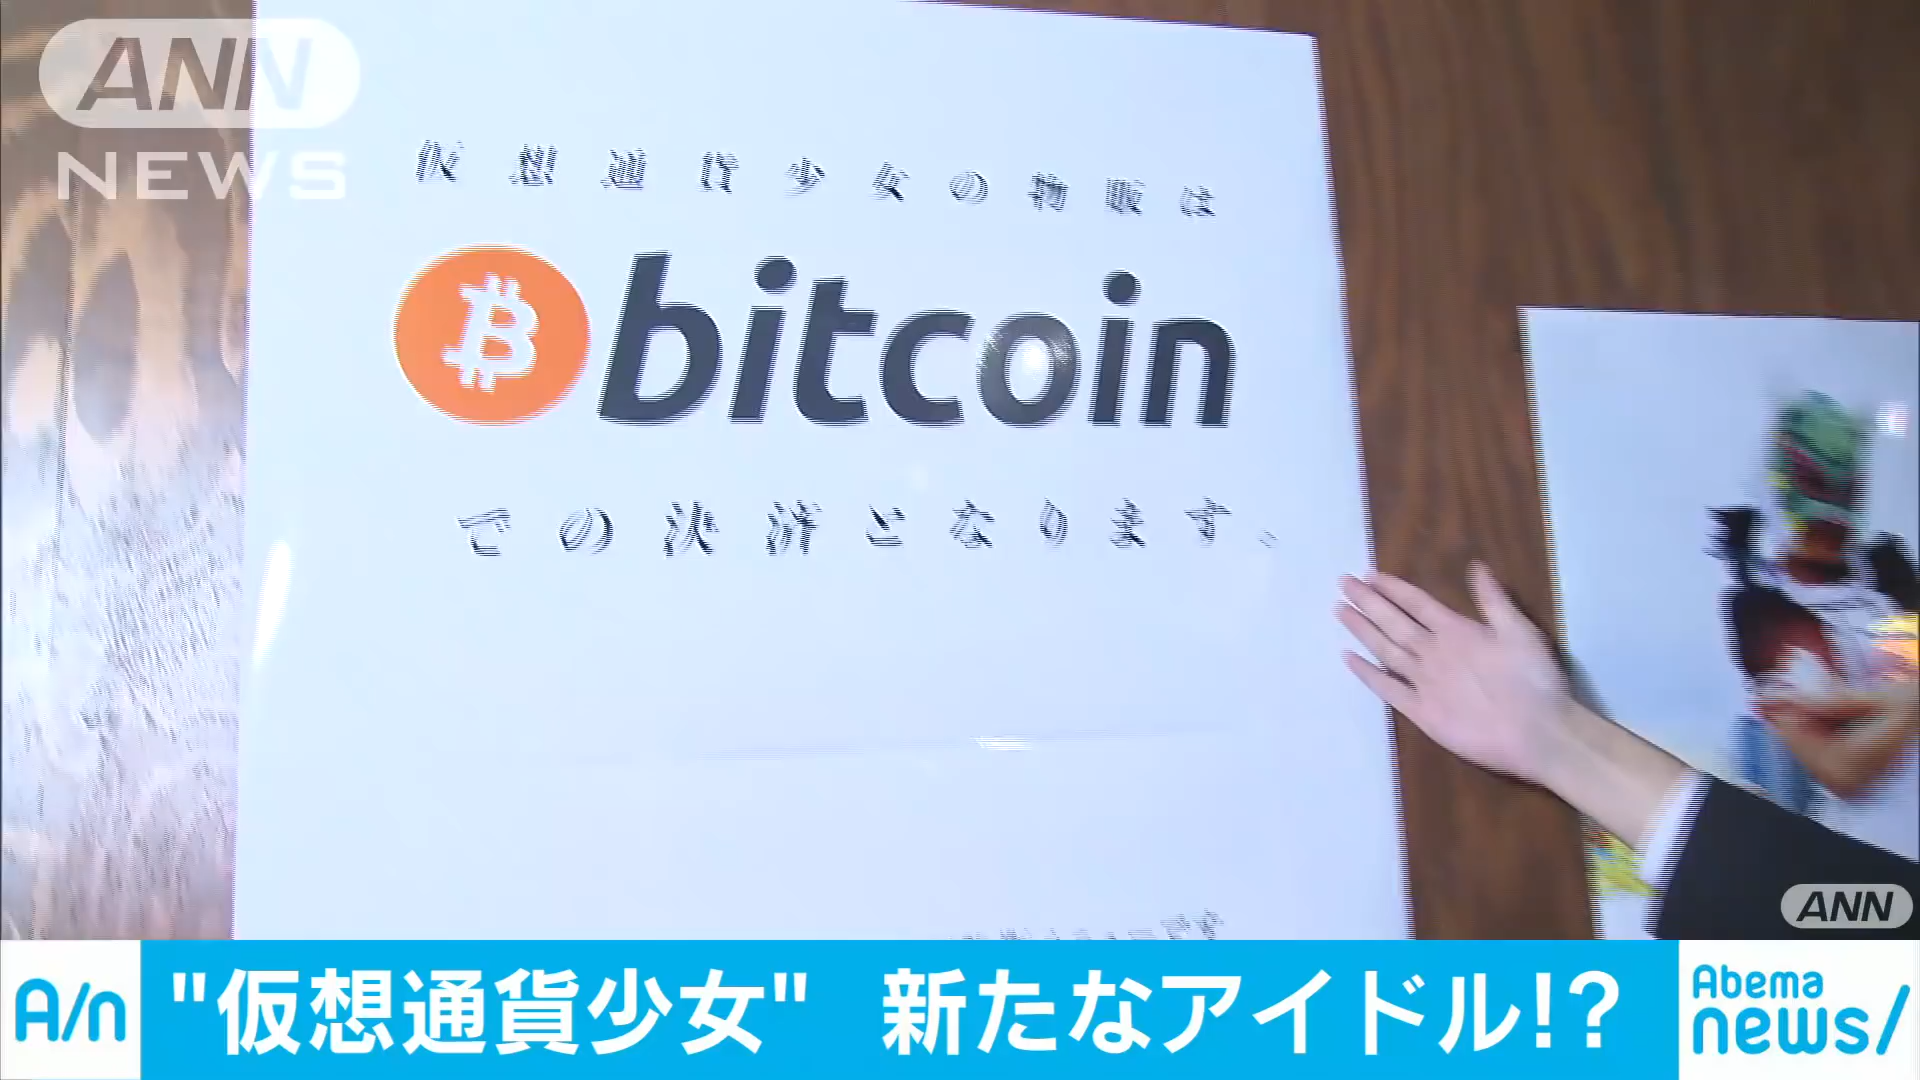 ANN
NEWS
仮想通貨少女の物販は
bitcoin
での決済となります、
ANN
A/n
"仮想通貨少女" 新たなアイドル!?
Abema
news/